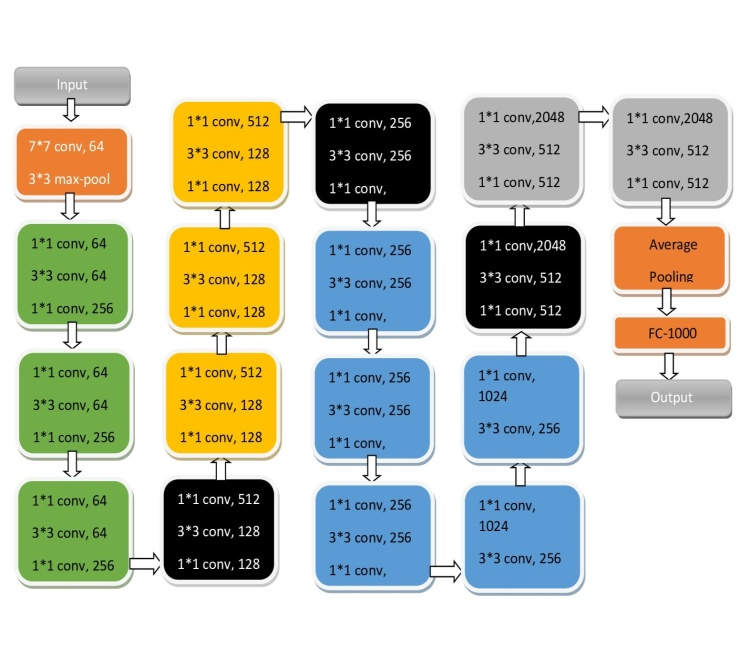 Input
7*7 conv, 64
3*3 max-pool
1*1 conv, 64
3*3 conv, 64
1*1 conv, 256
1*1 conv, 64
3*3 conv, 64
1*1 conv, 256
1*1 conv, 64
3*3 conv, 64
1*1 conv, 256
1*1 conv, 512
3*3 conv, 128
1*1 conv, 128
1*1 conv, 512
3*3 conv, 128
1*1 conv, 128
1*1 conv, 512
3*3 conv, 128
1*1 conv, 128
1*1 conv, 512
3*3 conv, 128
1*1 conv, 128
1*1 conv, 256
3*3 conv, 256
1*1 conv,
1*1 conv, 256
3*3 conv, 256
1*1 conv,
1*1 conv, 256
3*3 conv, 256
1*1 conv,
1*1 conv, 256
3*3 conv, 256
1*1 conv,
1*1 conv,
1024
3*3 conv, 256
1*1 conv,
1024
3*3 conv, 256
1*1 conv,2048
3*3 conv, 512
1*1 conv, 512
1*1 conv,2048
3*3 conv, 512
1*1 conv, 512
1*1 conv,2048
3*3 conv, 512
1*1 conv, 512
Average
Pooling
FC-1000
Output